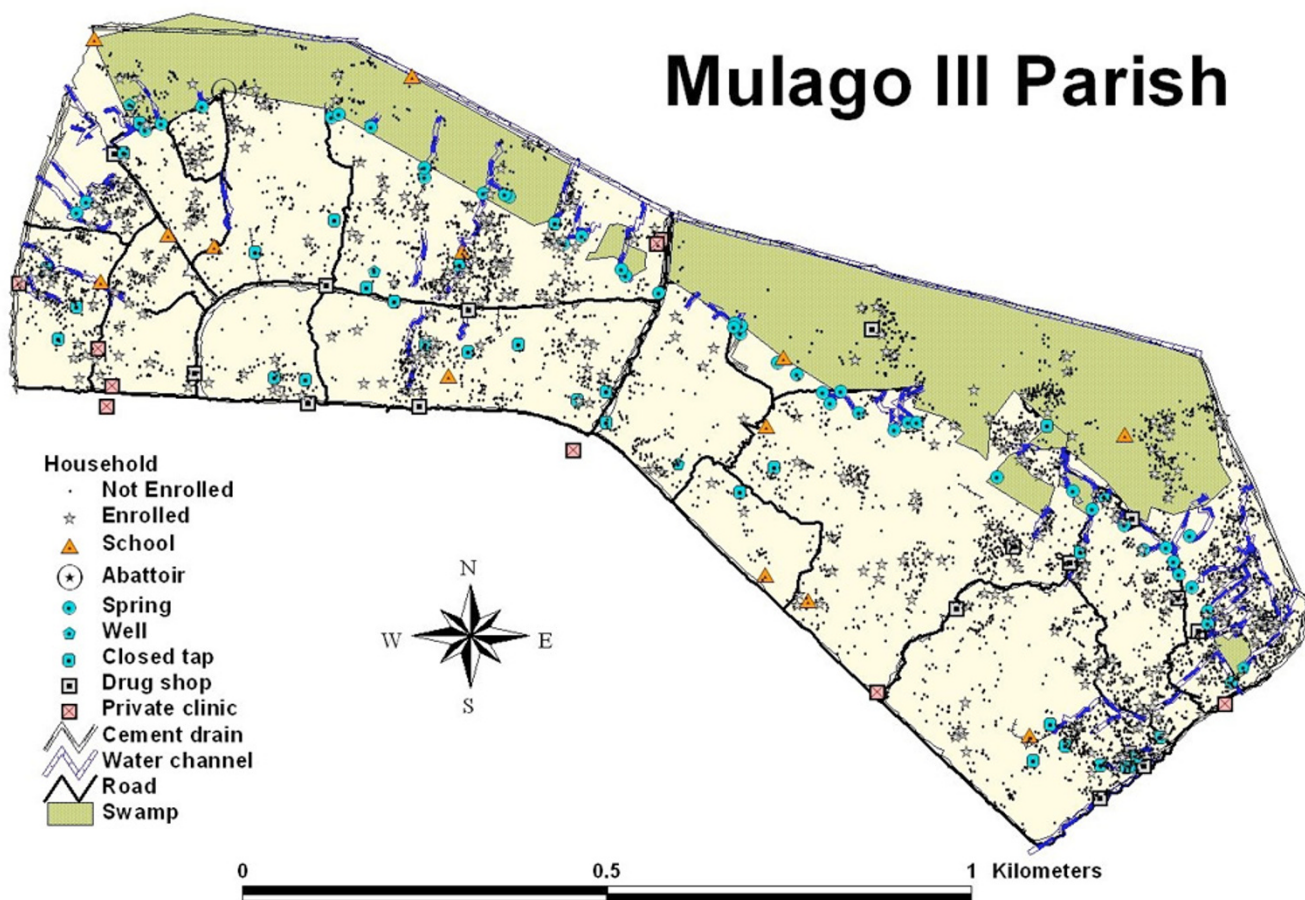 Mulago III Parish
Household
Not Enrolled
Enrolled
School
Abattoir
Spring
Well
Closed tap
Drug shop
Private clinic
Cement drain
Water channel
Road
Swamp
N
W E
S
0 0.5 1 Kilometers